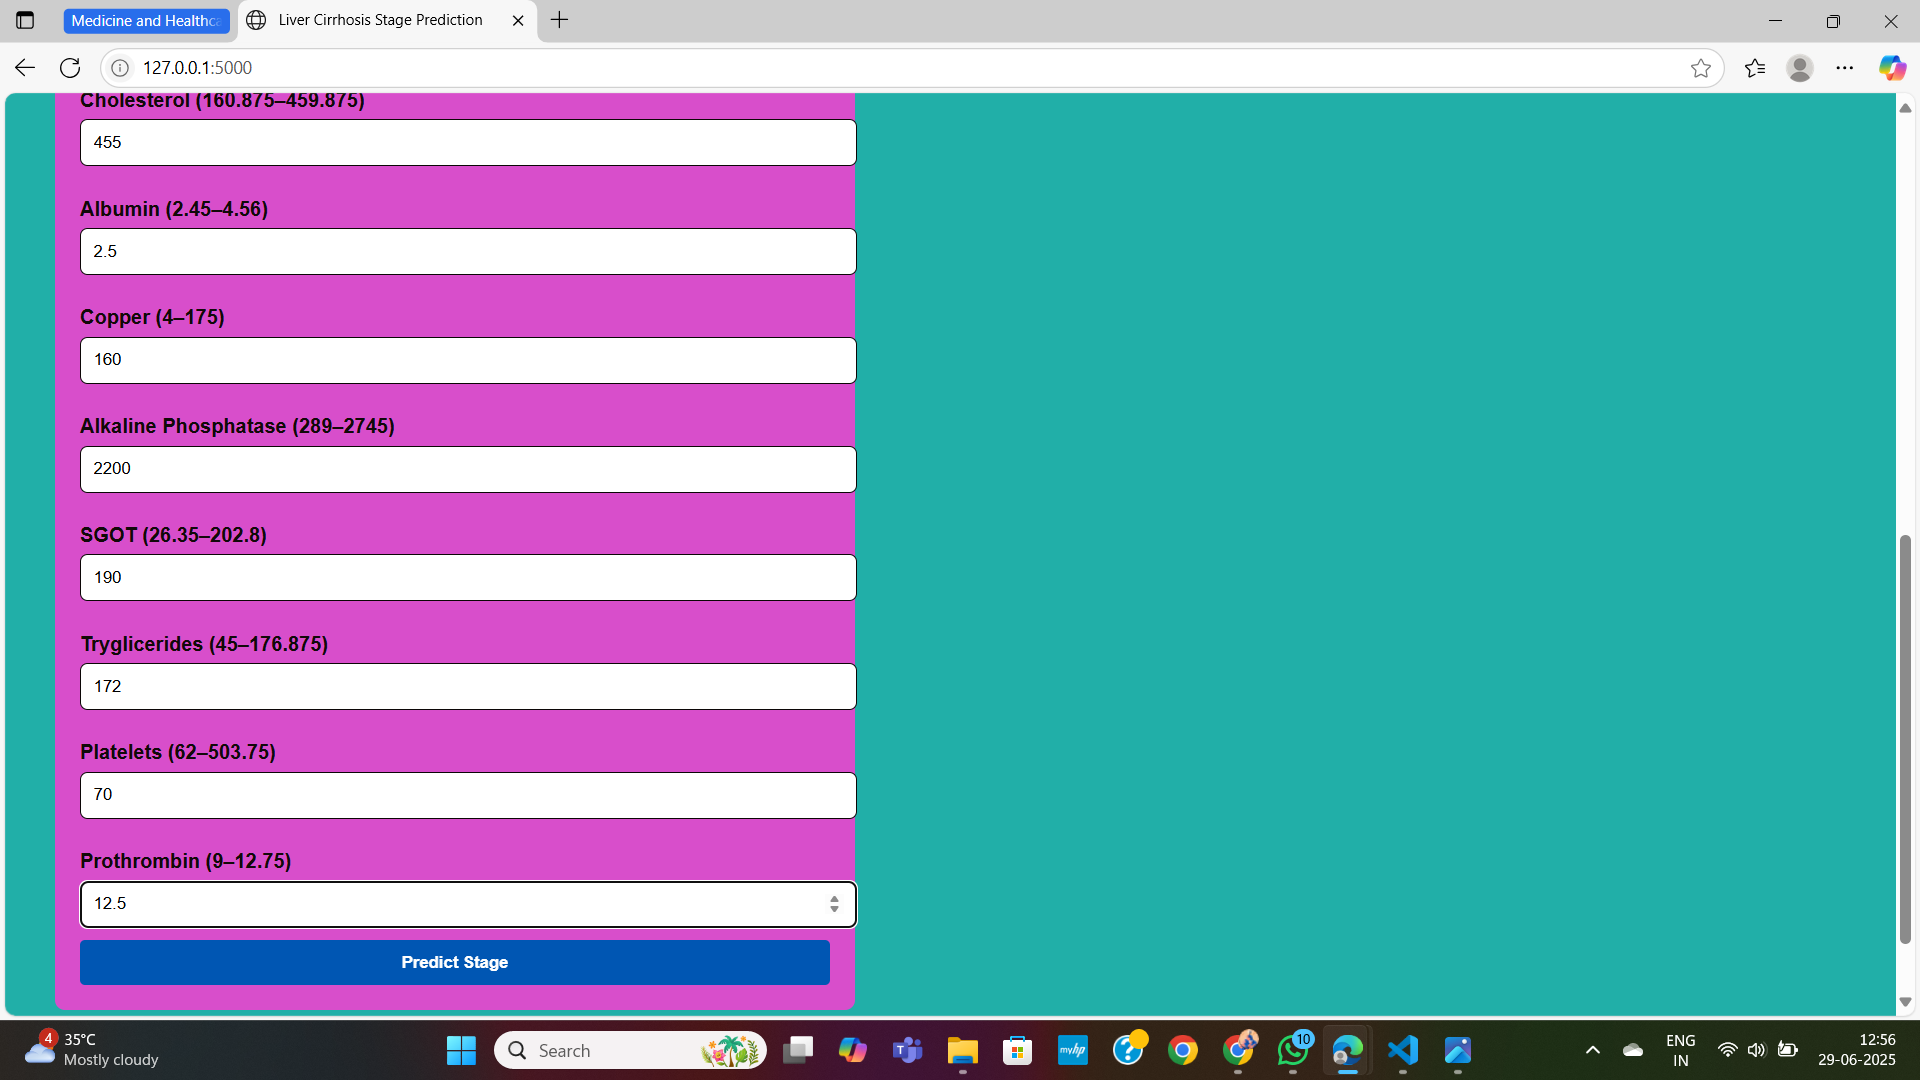 Medicine and Healthca
Liver Cirrhosis Stage Prediction
127.0.0.1:5000
Cholesterol (160.875–459.875)
455
Albumin (2.45–4.56)
2.5
Copper (4–175)
160
Alkaline Phosphatase (289–2745)
2200
SGOT (26.35–202.8)
190
Tryglicerides (45–176.875)
172
Platelets (62–503.75)
70
Prothrombin (9–12.75)
12.5
Predict Stage
4
35°C
Mostly cloudy
Search
T
myhp
?
10
ENG
IN
12:56
29-06-2025